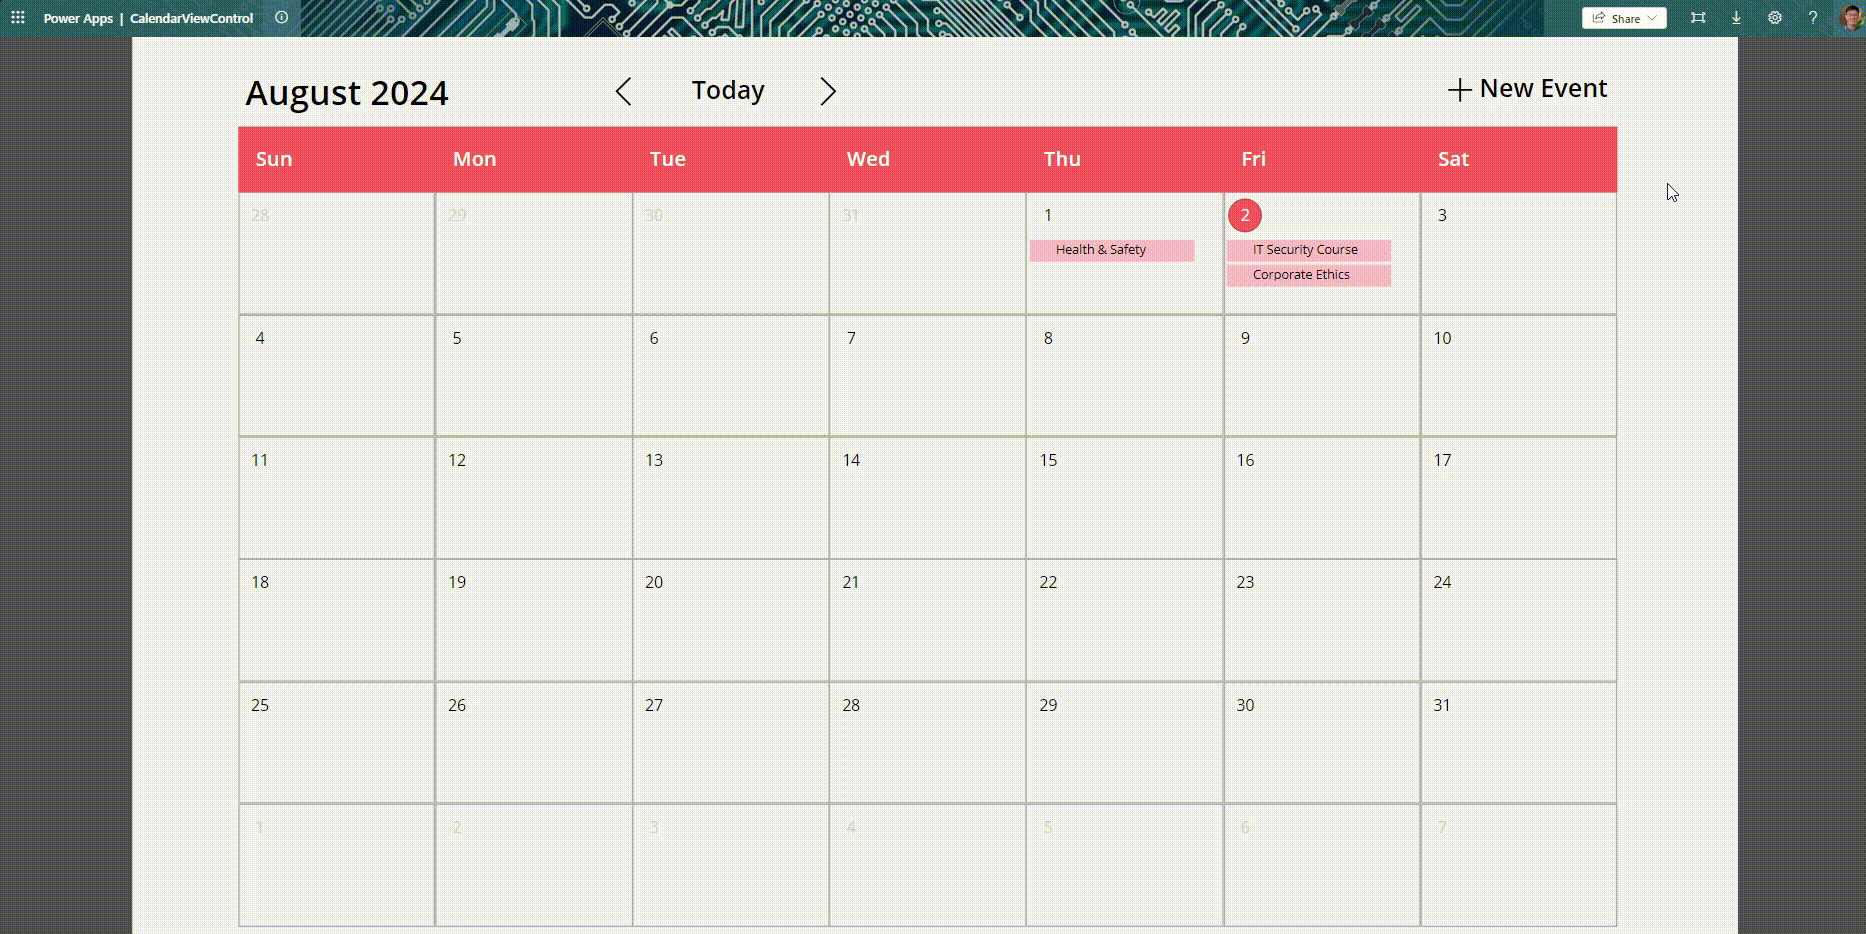 Power Apps | CalendarViewControl
Share
?
August 2024
Today
New Event
Sun Mon Tue Wed Thu Fri Sat
28 29 30 31 1 2 3
Health & Safety
IT Security Course
Corporate Ethics
4 5 6 7 8 9 10
11 12 13 14 15 16 17
18 19 20 21 22 23 24
25 26 27 28 29 30 31
1 2 3 4 5 6 7